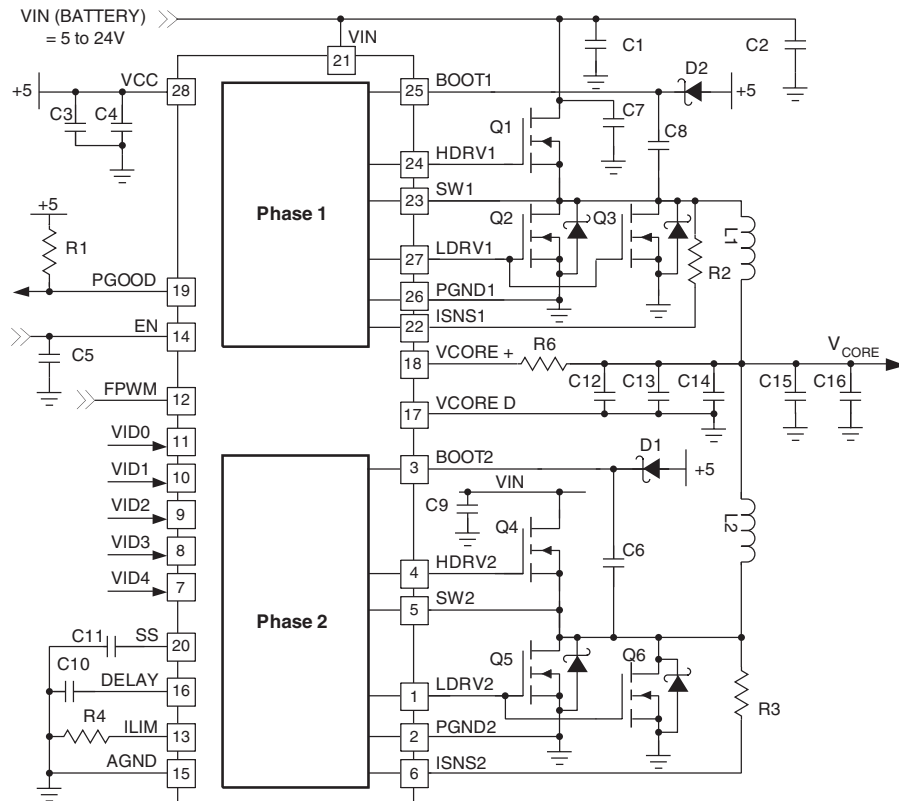 VIN (BATTERY)
= 5 to 24V
VIN
21
C1
C2
+5
VCC
28
C3
C4
25
BOOT1
D2
+5
Q1
C7
C8
24
HDRV1
23
SW1
Phase 1
Q2
Q3
L1
+5
R1
27
LDRV1
R2
PGOOD
19
26
PGND1
22
ISNS1
EN
14
C5
18
VCORE +
R6
VCORE
C12
C13
C14
C15
C16
FPWM
12
17
VCORE D
VID0
11
D1
3
BOOT2
+5
VID1
10
VIN
C9
VID2
9
Q4
L2
VID3
8
C6
4
HDRV2
VID4
7
5
SW2
Phase 2
C11
SS
20
Q5
Q6
C10
DELAY
16
1
LDRV2
R3
R4
ILIM
13
2
PGND2
AGND
15
6
ISNS2